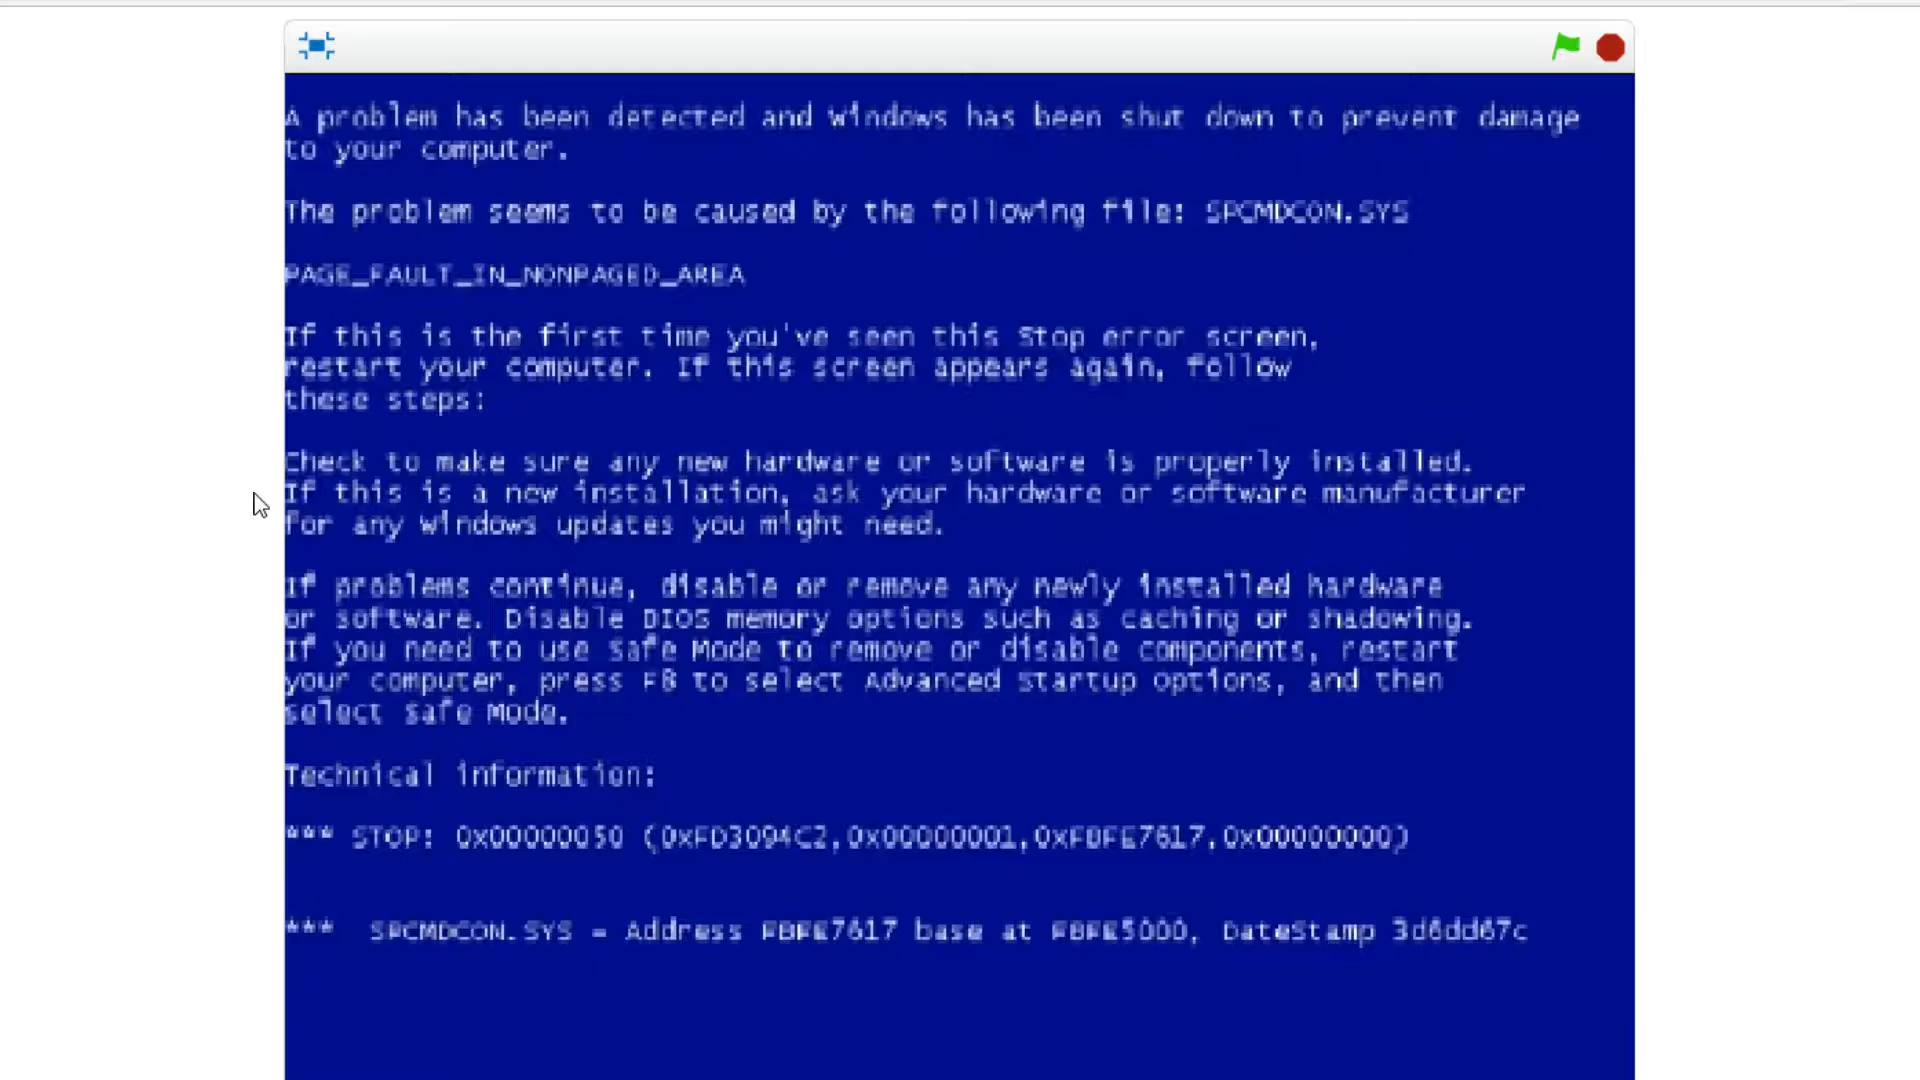 A problem has been detected and windows has been shut down to prevent damage
to your computer.
The problem seems to be caused by the following file: SPCMDCON.SYS
PAGE_FAULT_IN_NONPAGED_AREA
If this is the first time you've seen this Stop error screen,
restart your computer. If this screen appears again, follow
these steps:
Check to make sure any new hardware or software is properly installed.
If this is a new installation, ask your hardware or software manufacturer
for any windows updates you might need.
If problems continue, disable or remove any newly installed hardware
or software. Disable BIOS memory options such as caching or shadowing.
If you need to use Safe Mode to remove or disable components, restart
your computer, press F8 to select Advanced Startup Options, and then
select Safe Mode.
Technical information:
*** STOP: 0x00000050 (0xFD3094C2,0x00000001,0xFBFE7617,0x00000000)
*** SPCMDCON.SYS - Address FBFE7617 base at FBFE5000, DateStamp 3d6dd67c